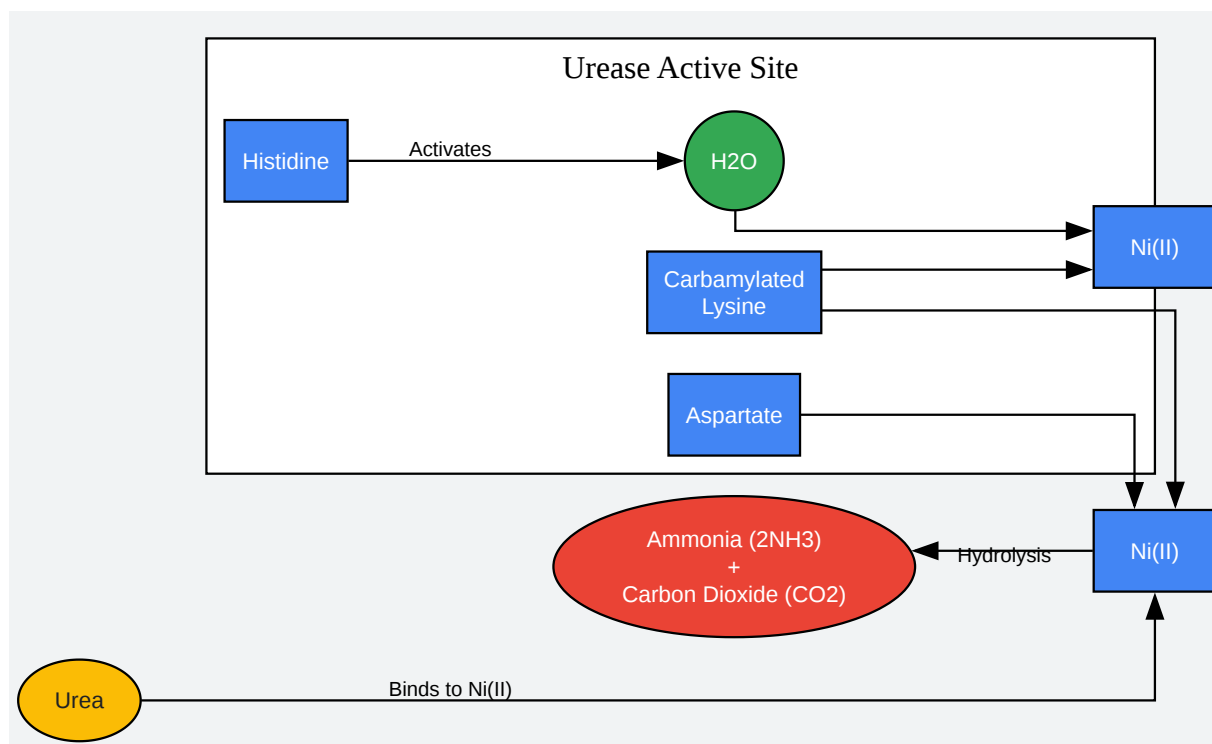 Urease Active Site
Histidine
Activates
H2O
Ni(II)
Carbamylated
Lysine
Aspartate
Ammonia (2NH3)
+
Carbon Dioxide (CO2)
Hydrolysis
Ni(II)
Urea
Binds to Ni(II)